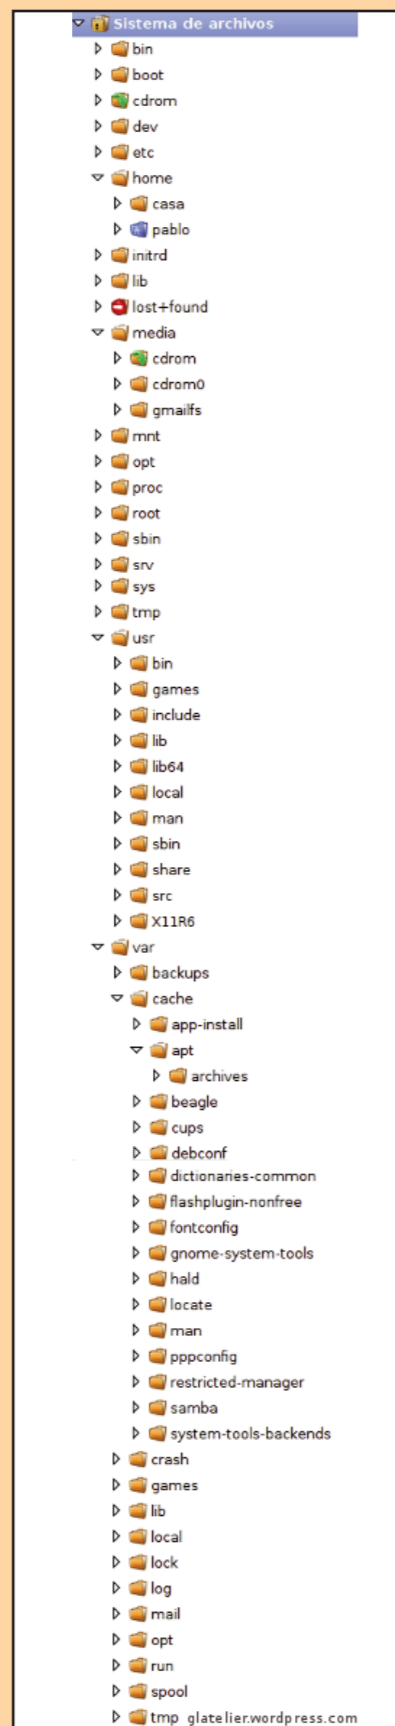 Sistema de archivos
bin
boot
cdrom
dev
etc
home
casa
pablo
initrd
lib
lost+found
media
cdrom
cdrom0
gmailfs
mnt
opt
proc
root
sbin
srv
sys
tmp
usr
bin
games
include
lib
lib64
local
man
sbin
share
src
X11R6
var
backups
cache
app-install
apt
archives
beagle
cups
debconf
dictionaries-common
flashplugin-nonfree
fontconfig
gnome-system-tools
hald
locate
man
pppconfig
restricted-manager
samba
system-tools-backends
crash
games
lib
local
lock
log
mail
opt
run
spool
tmp glatelier.wordpress.com